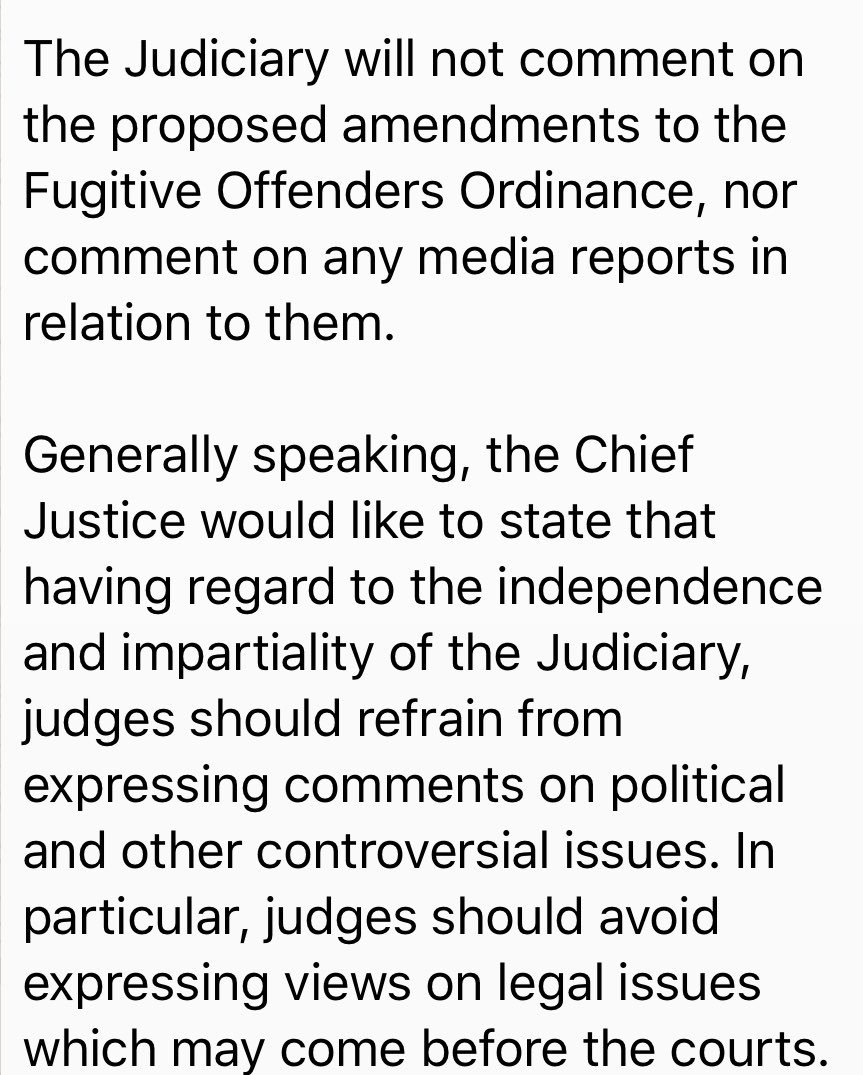 The Judiciary will not comment on
the proposed amendments to the
Fugitive Offenders Ordinance, nor
comment on any media reports in
relation to them.
Generally speaking, the Chief
Justice would like to state that
having regard to the independence
and impartiality of the Judiciary,
judges should refrain from
expressing comments on political
and other controversial issues. In
particular, judges should avoid
expressing views on legal issues
which may come before the courts.